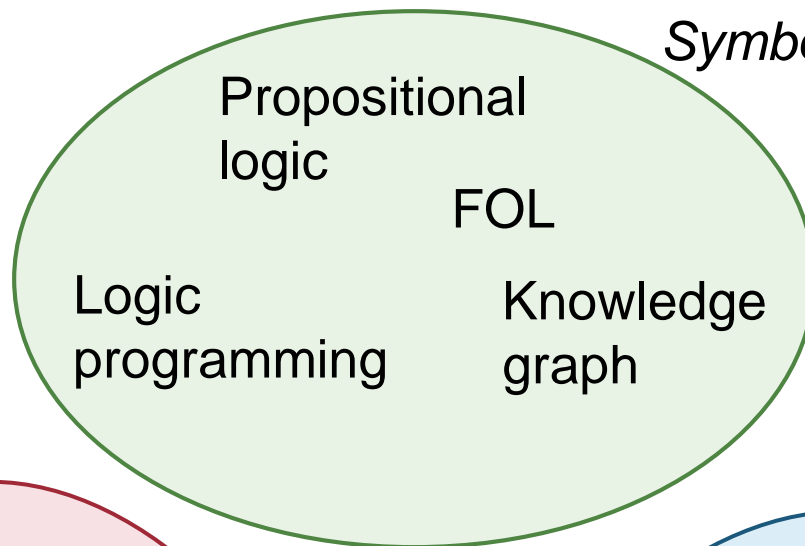 Propositional
logic
FOL
Logic
programming
Knowledge
graph